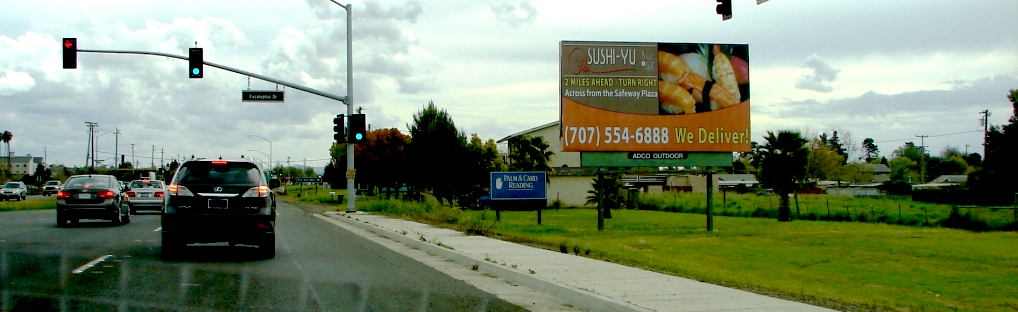 Eucalyptus Dr
SUSHI-YU
2 MILES AHEAD - TURN RIGHT
Across from the Safeway Plaza
(707) 554-6888 We Deliver!
ADCO OUTDOOR
PALM & CARD
READING